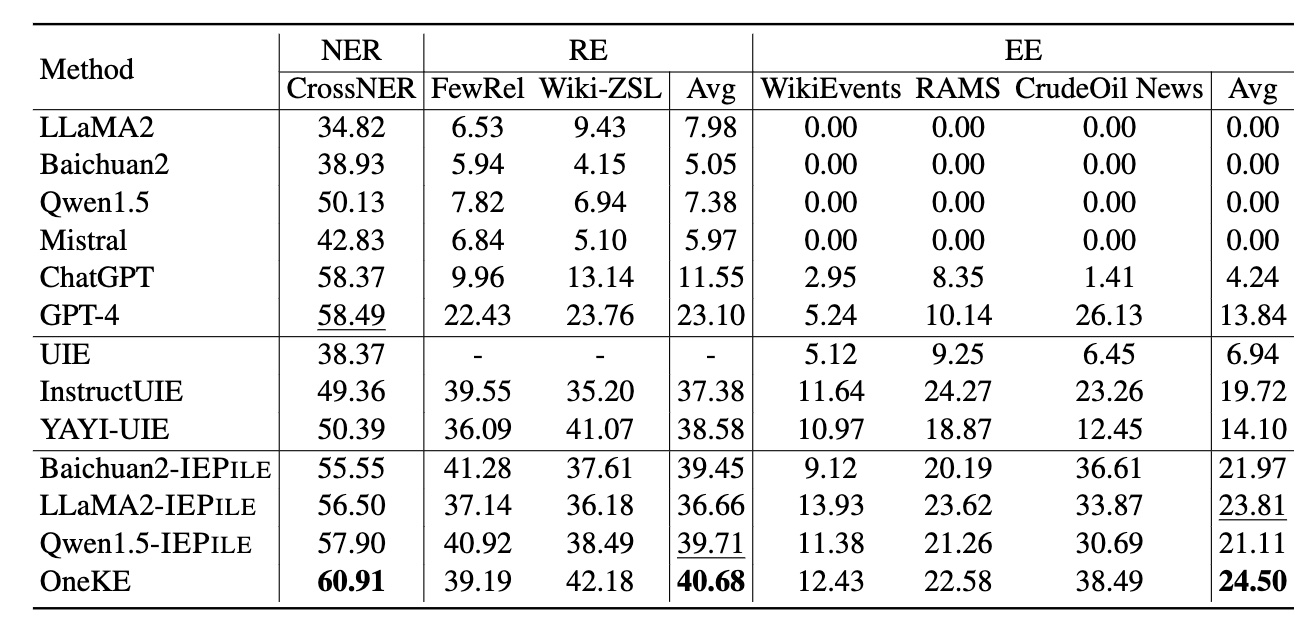 Method NER RE EE
CrossNER FewRel Wiki-ZSL Avg WikiEvents RAMS CrudeOil News Avg
LLaMA2 34.82 6.53 9.43 7.98 0.00 0.00 0.00 0.00
Baichuan2 38.93 5.94 4.15 5.05 0.00 0.00 0.00 0.00
Qwen1.5 50.13 7.82 6.94 7.38 0.00 0.00 0.00 0.00
Mistral 42.83 6.84 5.10 5.97 0.00 0.00 0.00 0.00
ChatGPT 58.37 9.96 13.14 11.55 2.95 8.35 1.41 4.24
GPT-4 58.49 22.43 23.76 23.10 5.24 10.14 26.13 13.84
UIE 38.37 - - - 5.12 9.25 6.45 6.94
InstructUIE 49.36 39.55 35.20 37.38 11.64 24.27 23.26 19.72
YAYI-UIE 50.39 36.09 41.07 38.58 10.97 18.87 12.45 14.10
Baichuan2-IEPILE 55.55 41.28 37.61 39.45 9.12 20.19 36.61 21.97
LLaMA2-IEPILE 56.50 37.14 36.18 36.66 13.93 23.62 33.87 23.81
Qwen1.5-IEPILE 57.90 40.92 38.49 39.71 11.38 21.26 30.69 21.11
OneKE 60.91 39.19 42.18 40.68 12.43 22.58 38.49 24.50